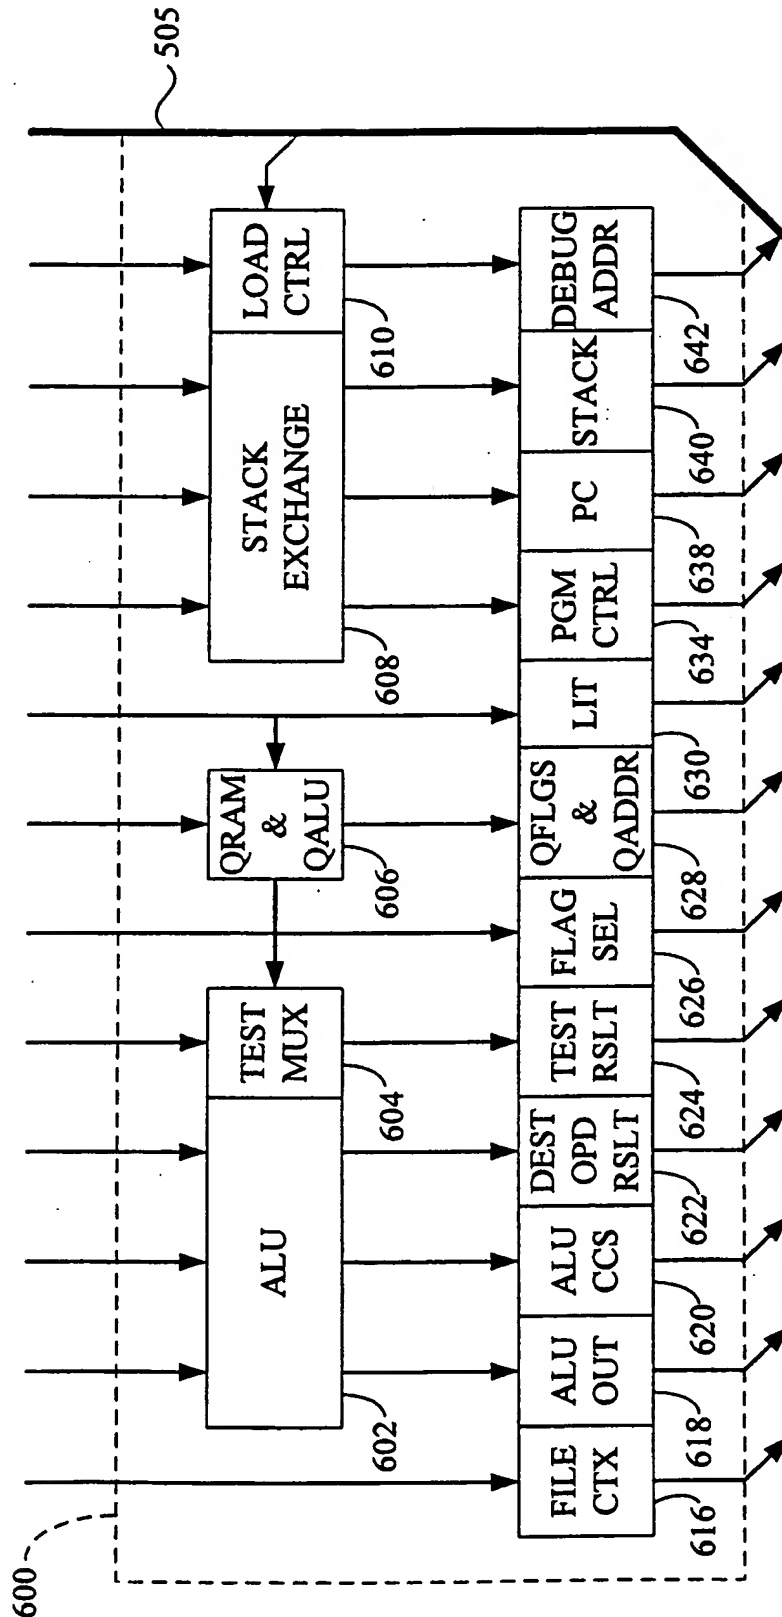 600
505
ALU
602
TEST
MUX
604
QRAM
&
QALU
606
STACK
EXCHANGE
608
LOAD
CTRL
610
FILE
CTX
616
ALU
OUT
618
ALU
CCS
620
DEST
OPD
RSLT
622
TEST
RSLT
624
FLAG
SEL
626
QFLGS
&
QADDR
628
LIT
630
PGM
CTRL
634
PC
638
STACK
640
DEBUG
ADDR
642